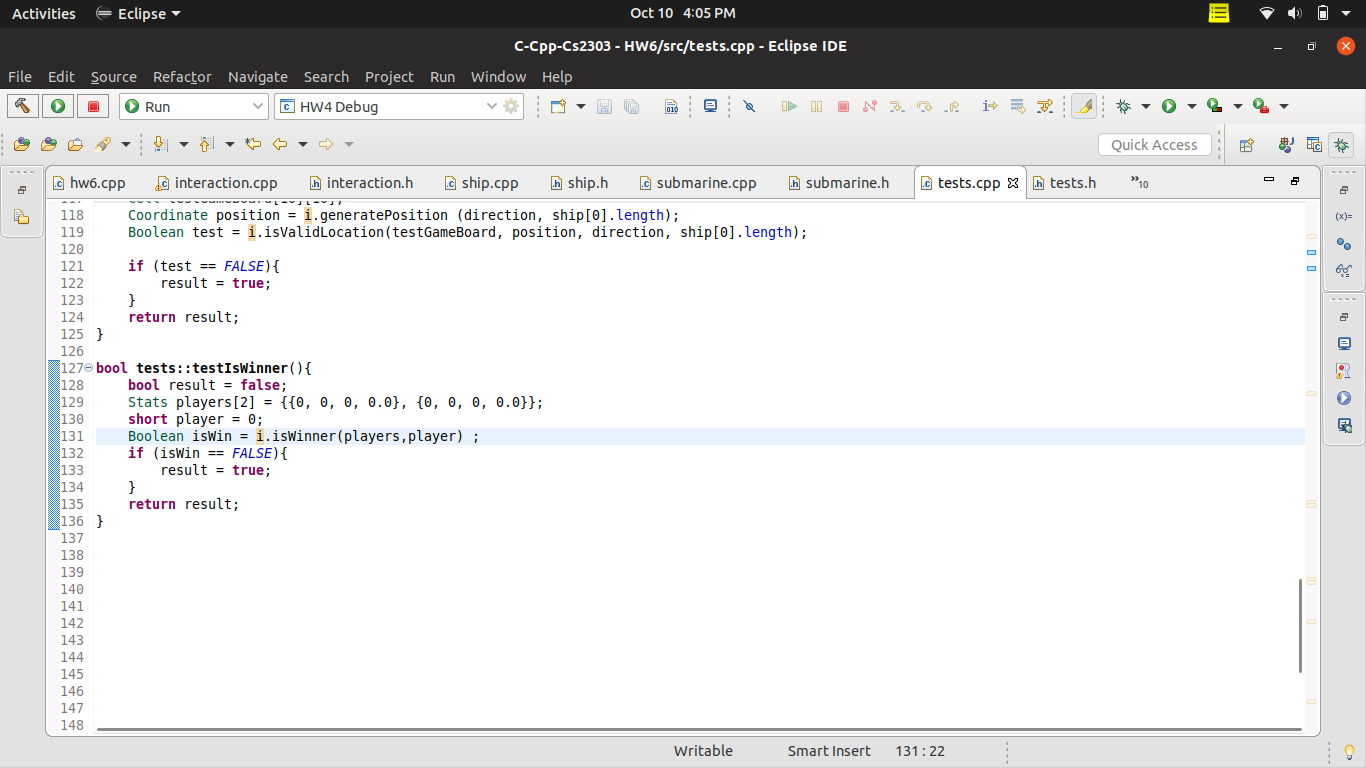 Activities Eclipse Oct 10 4:05 PM
C-Cpp-Cs2303 - HW6/src/tests.cpp - Eclipse IDE
File Edit Source Refactor Navigate Search Project Run Window Help
Run HW4 Debug
Quick Access
hw6.cpp interaction.cpp interaction.h ship.cpp ship.h submarine.cpp submarine.h tests.cpp tests.h »10
118 Coordinate position = i.generatePosition (direction, ship[0].length);
119 Boolean test = i.isValidLocation(testGameBoard, position, direction, ship[0].length);
120
121 if (test == FALSE){
122 result = true;
123 }
124 return result;
125 }
126
127 bool tests::testIsWinner(){
128 bool result = false;
129 Stats players[2] = {{0, 0, 0, 0.0}, {0, 0, 0, 0.0}};
130 short player = 0;
131 Boolean isWin = i.isWinner(players,player) ;
132 if (isWin == FALSE){
133 result = true;
134 }
135 return result;
136 }
137
138
139
140
141
142
143
144
145
146
147
148
Writable Smart Insert 131 : 22